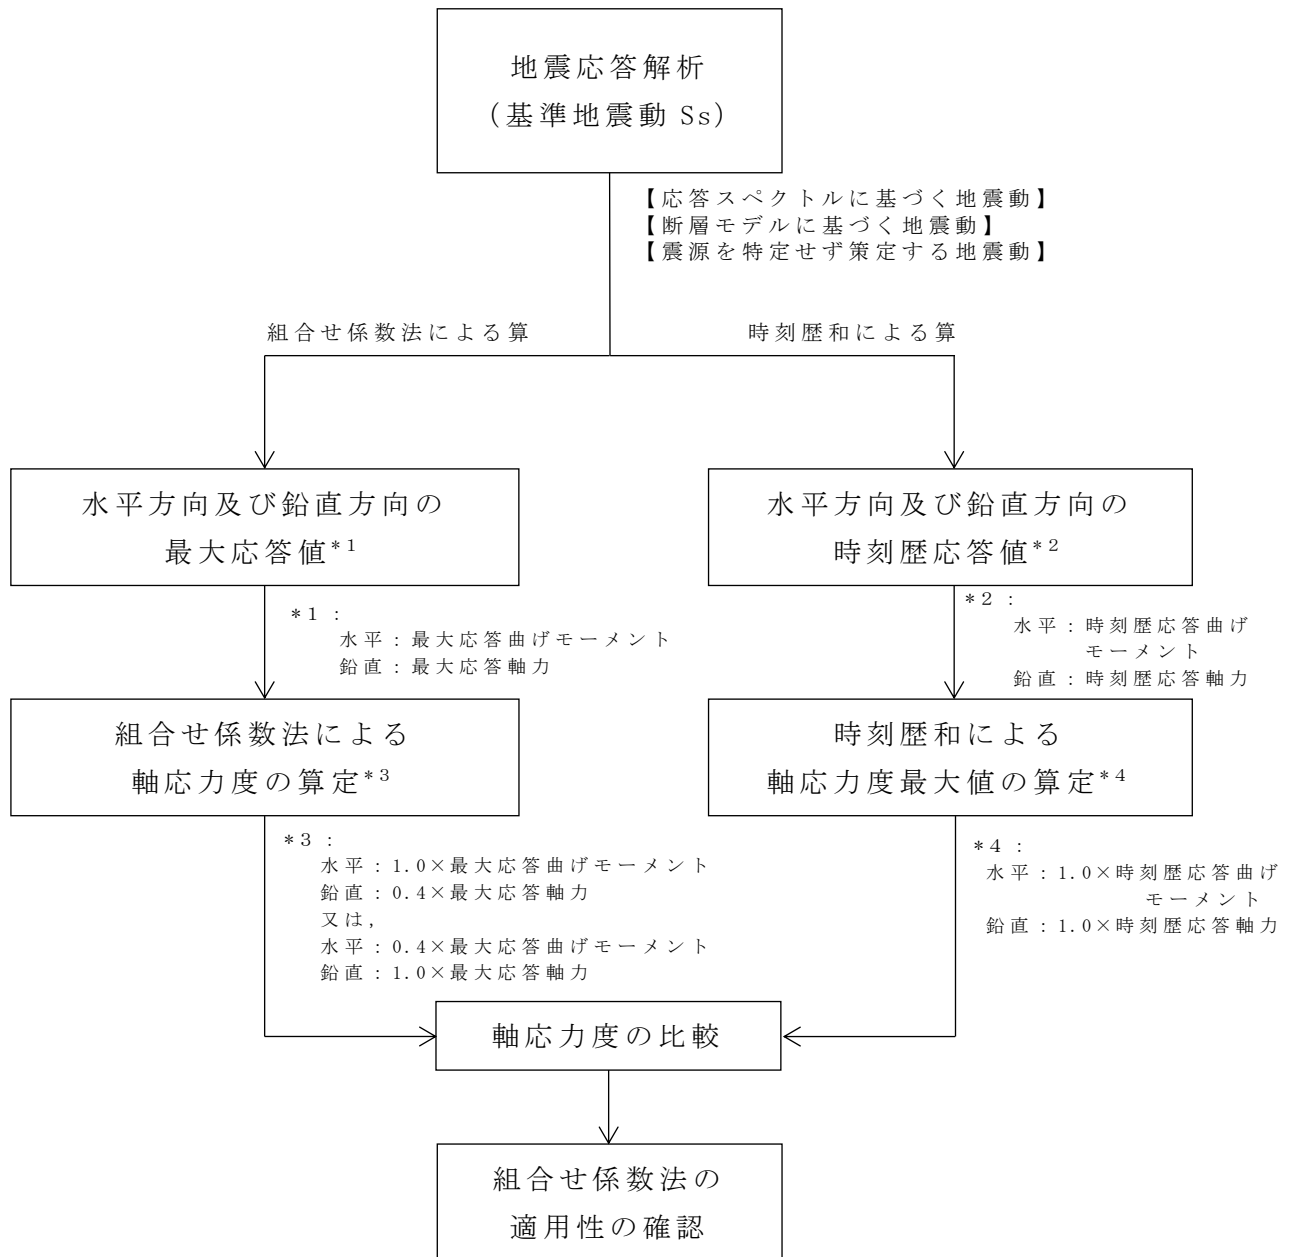 地震応答解析
（基準地震動 Ss）
【応答スペクトルに基づく地震動】
【断層モデルに基づく地震動】
【震源を特定せず策定する地震動】
組合せ係数法による算
時刻歴和による算
水平方向及び鉛直方向の
最大応答値*1
水平方向及び鉛直方向の
時刻歴応答値*2
*1：
水平：最大応答曲げモーメント
鉛直：最大応答軸力
*2：
水平：時刻歴応答曲げ
モーメント
鉛直：時刻歴応答軸力
組合せ係数法による
軸応力度の算定*3
時刻歴和による
軸応力度最大値の算定*4
*3：
水平：1.0×最大応答曲げモーメント
鉛直：0.4×最大応答軸力
又は，
水平：0.4×最大応答曲げモーメント
鉛直：1.0×最大応答軸力
*4：
水平：1.0×時刻歴応答曲げ
モーメント
鉛直：1.0×時刻歴応答軸力
軸応力度の比較
組合せ係数法の
適用性の確認